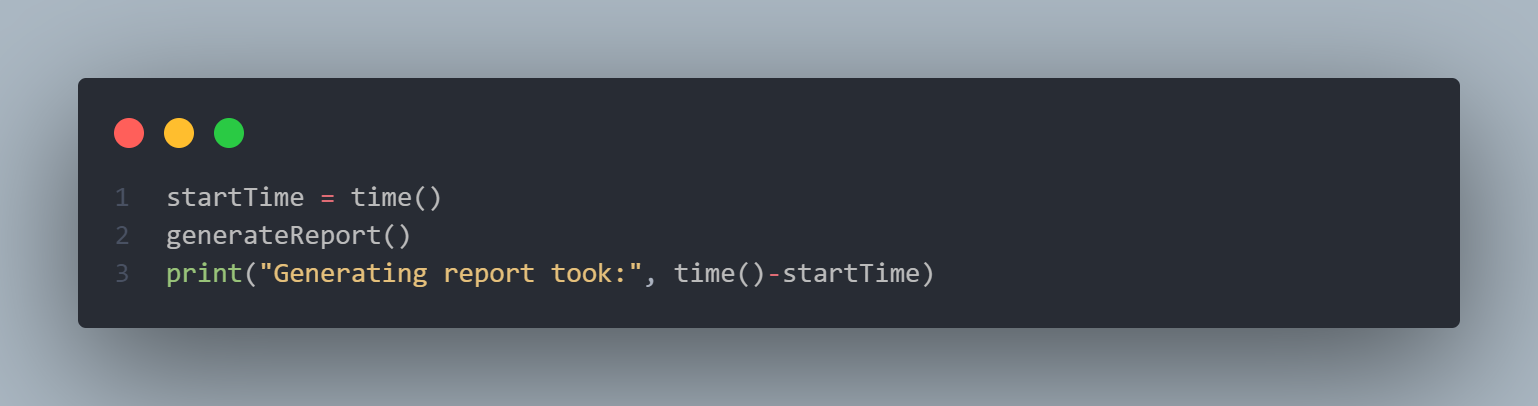 1 startTime = time()
2 generateReport()
3 print("Generating report took:", time()-startTime)